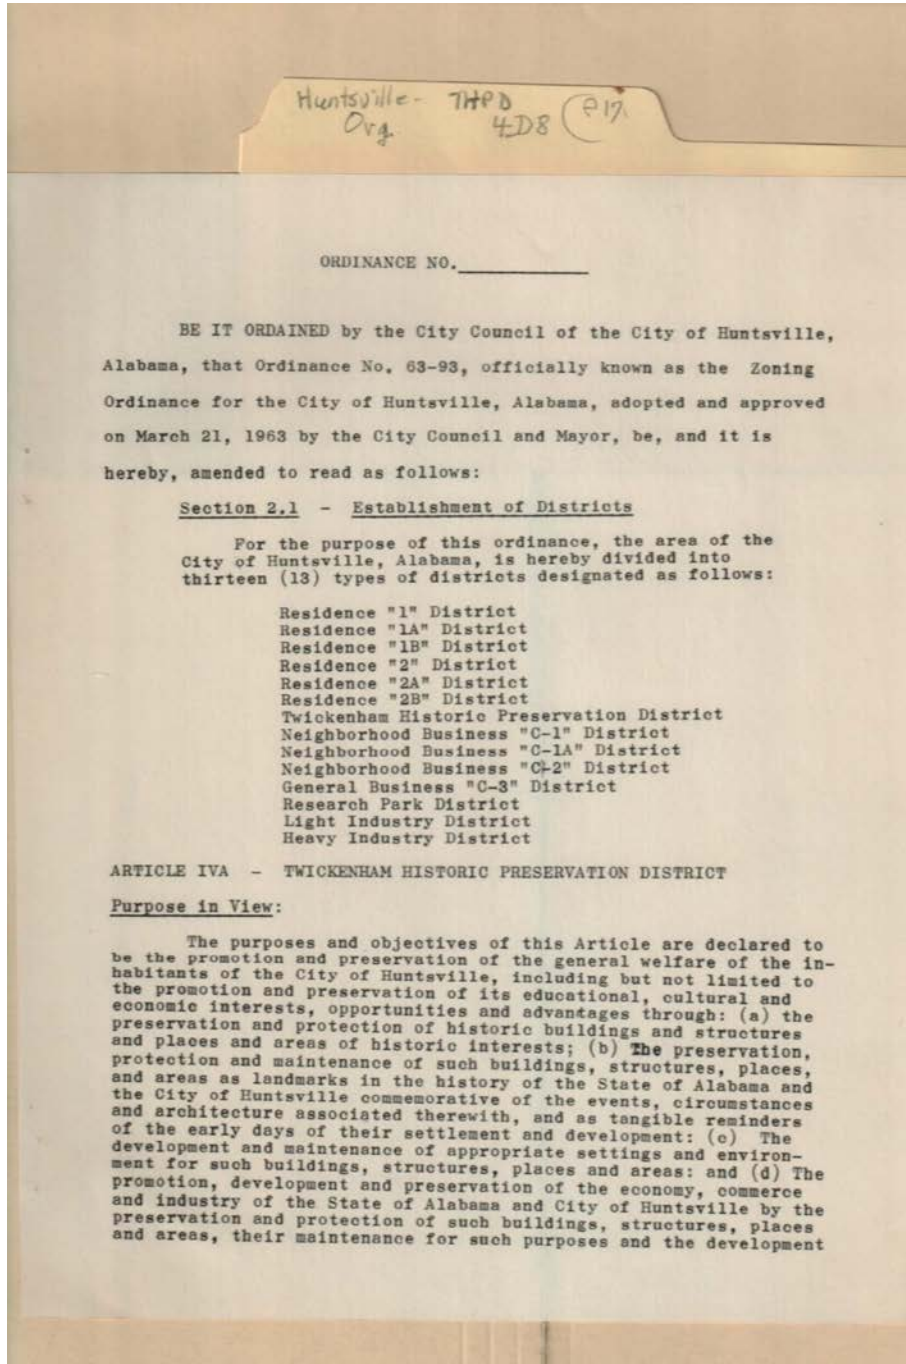 Huntsville- THPD
Org. 4D8 P17.
ORDINANCE NO.__________
BE IT ORDAINED by the City Council of the City of Huntsville,
Alabama, that Ordinance No. 63-93, officially known as the Zoning
Ordinance for the City of Huntsville, Alabama, adopted and approved
on March 21, 1963 by the City Council and Mayor, be, and it is
hereby, amended to read as follows:
Section 2.1 - Establishment of Districts
For the purpose of this ordinance, the area of the
City of Huntsville, Alabama, is hereby divided into
thirteen (13) types of districts designated as follows:
Residence "1" District
Residence "1A" District
Residence "1B" District
Residence "2" District
Residence "2A" District
Residence "2B" District
Twickenham Historic Preservation District
Neighborhood Business "C-1" District
Neighborhood Business "C-1A" District
Neighborhood Business "C-2" District
General Business "C-3" District
Research Park District
Light Industry District
Heavy Industry District
ARTICLE IVA - TWICKENHAM HISTORIC PRESERVATION DISTRICT
Purpose in View:
The purposes and objectives of this Article are declared to
be the promotion and preservation of the general welfare of the in-
habitants of the City of Huntsville, including but not limited to
the promotion and preservation of its educational, cultural and
economic interests, opportunities and advantages through: (a) the
preservation and protection of historic buildings and structures
and places and areas of historic interests; (b) The preservation,
protection and maintenance of such buildings, structures, places,
and areas as landmarks in the history of the State of Alabama and
the City of Huntsville commemorative of the events, circumstances
and architecture associated therewith, and as tangible reminders
of the early days of their settlement and development: (c) The
development and maintenance of appropriate settings and environ-
ment for such buildings, structures, places and areas: and (d) The
promotion, development and preservation of the economy, commerce
and industry of the State of Alabama and City of Huntsville by the
preservation and protection of such buildings, structures, places
and areas, their maintenance for such purposes and the development